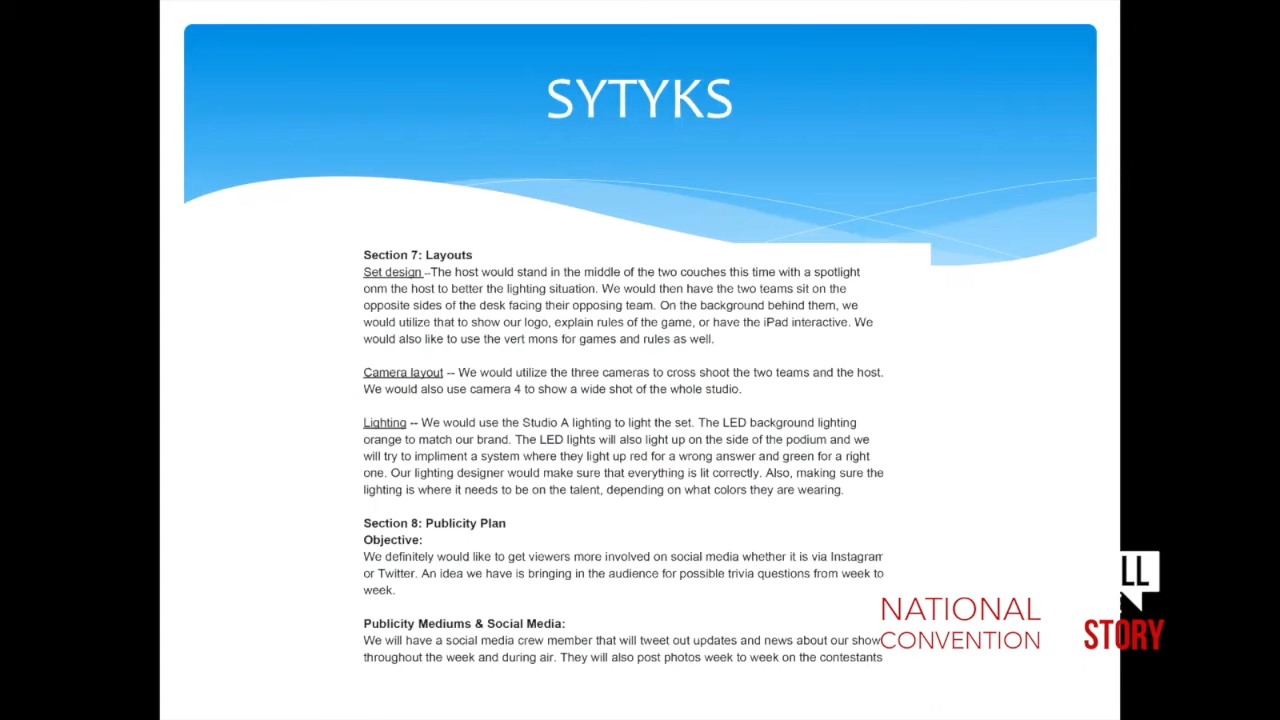 SYTYKS
Section 7: Layouts
Set design --The host would stand in the middle of the two couches this time with a spotlight
onm the host to better the lighting situation. We would then have the two teams sit on the
opposite sides of the desk facing their opposing team. On the background behind them, we
would utilize that to show our logo, explain rules of the game, or have the iPad interactive. We
would also like to use the vert mons for games and rules as well.
Camera layout -- We would utilize the three cameras to cross shoot the two teams and the host.
We would also use camera 4 to show a wide shot of the whole studio.
Lighting -- We would use the Studio A lighting to light the set. The LED background lighting
orange to match our brand. The LED lights will also light up on the side of the podium and we
will try to impliment a system where they light up red for a wrong answer and green for a right
one. Our lighting designer would make sure that everything is lit correctly. Also, making sure the
lighting is where it needs to be on the talent, depending on what colors they are wearing.
Section 8: Publicity Plan
Objective:
We definitely would like to get viewers more involved on social media whether it is via Instagram
or Twitter. An idea we have is bringing in the audience for possible trivia questions from week to
week.
Publicity Mediums & Social Media:
We will have a social media crew member that will tweet out updates and news about our show
throughout the week and during air. They will also post photos week to week on the contestants
NATIONAL
CONVENTION
LL
STORY